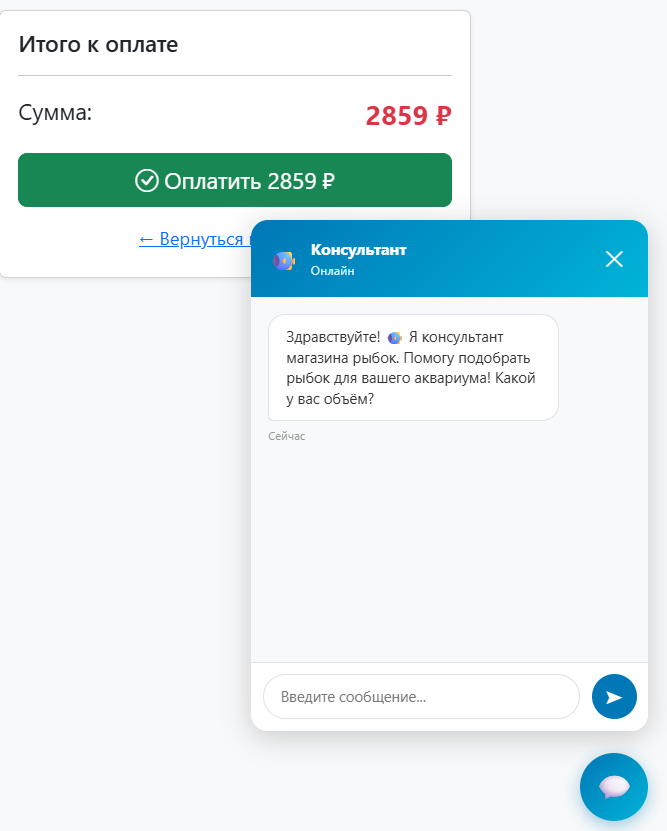 Итого к оплате
Сумма:
2859 ₽
Оплатить 2859 ₽
← Вернуться
Консультант
Онлайн
Здравствуйте! 🐠 Я консультант
магазина рыбок. Помогу подобрать
рыбок для вашего аквариума! Какой
у вас объём?
Сейчас
Введите сообщение...